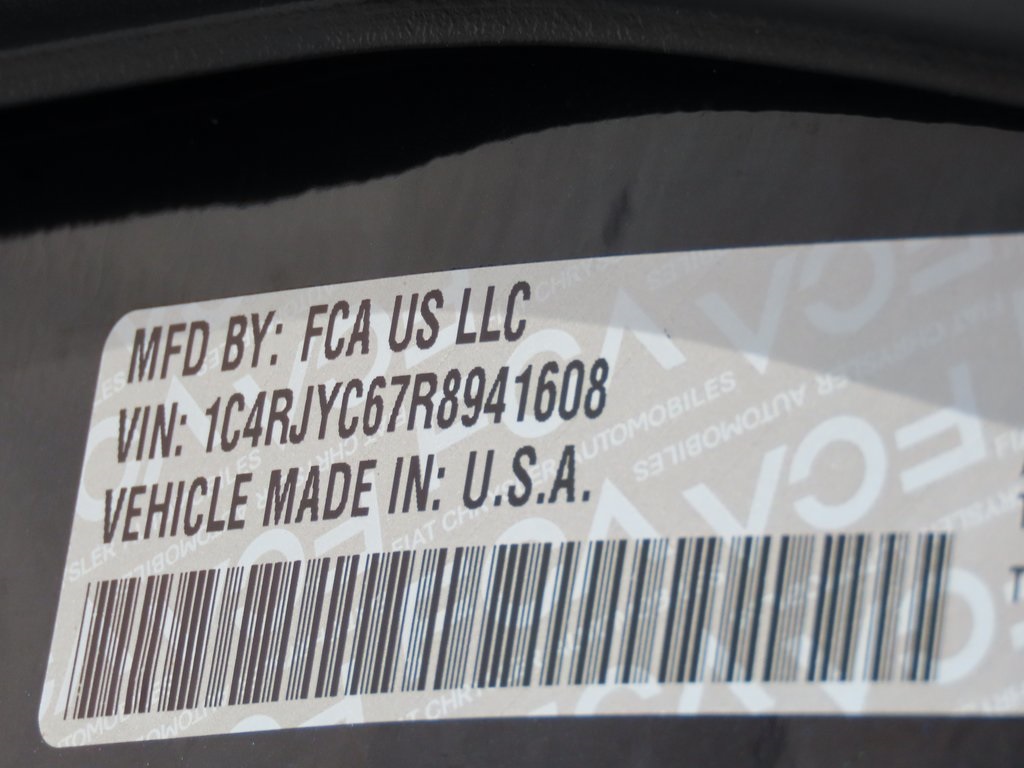 MFD BY: FCA US LLC
VIN: 1C4RJYC67R8941608
VEHICLE MADE IN: U.S.A.